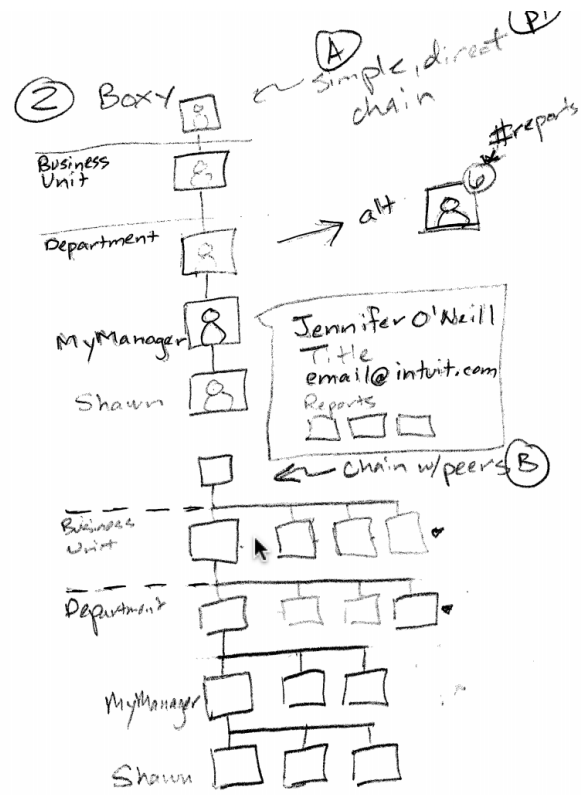 p1
2 Boxy
A simple, direct
chain
#reports
Business
Unit
6
alt
Department
MyManager
Jennifer O'Neill
Title
email@intuit.com
Reports
Shawn
chain w/peers B
Business
Unit
Department
MyManager
Shawn